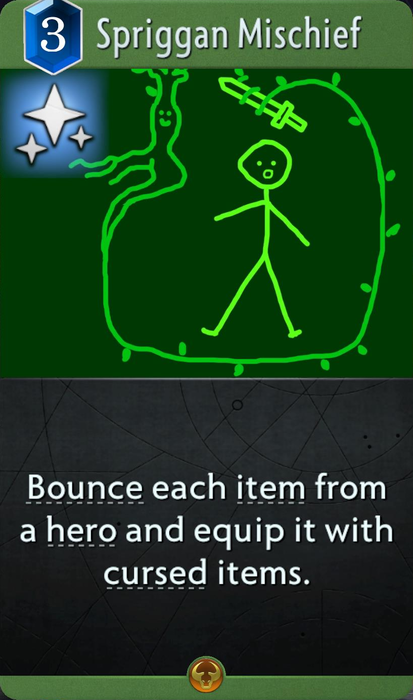 3 Spriggan Mischief
Bounce each item from
a hero and equip it with
cursed items.